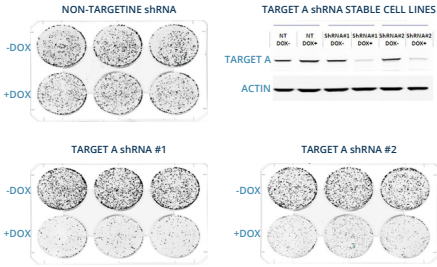 NON-TARGETINE shRNA
-DOX
+DOX
TARGET A shRNA STABLE CELL LINES
NT DOX- NT DOX+ ShRNA#1 DOX- ShRNA#1 DOX+ ShRNA#2 DOX- ShRNA#2 DOX+
TARGET A
ACTIN
TARGET A shRNA #1
-DOX
+DOX
TARGET A shRNA #2
-DOX
+DOX